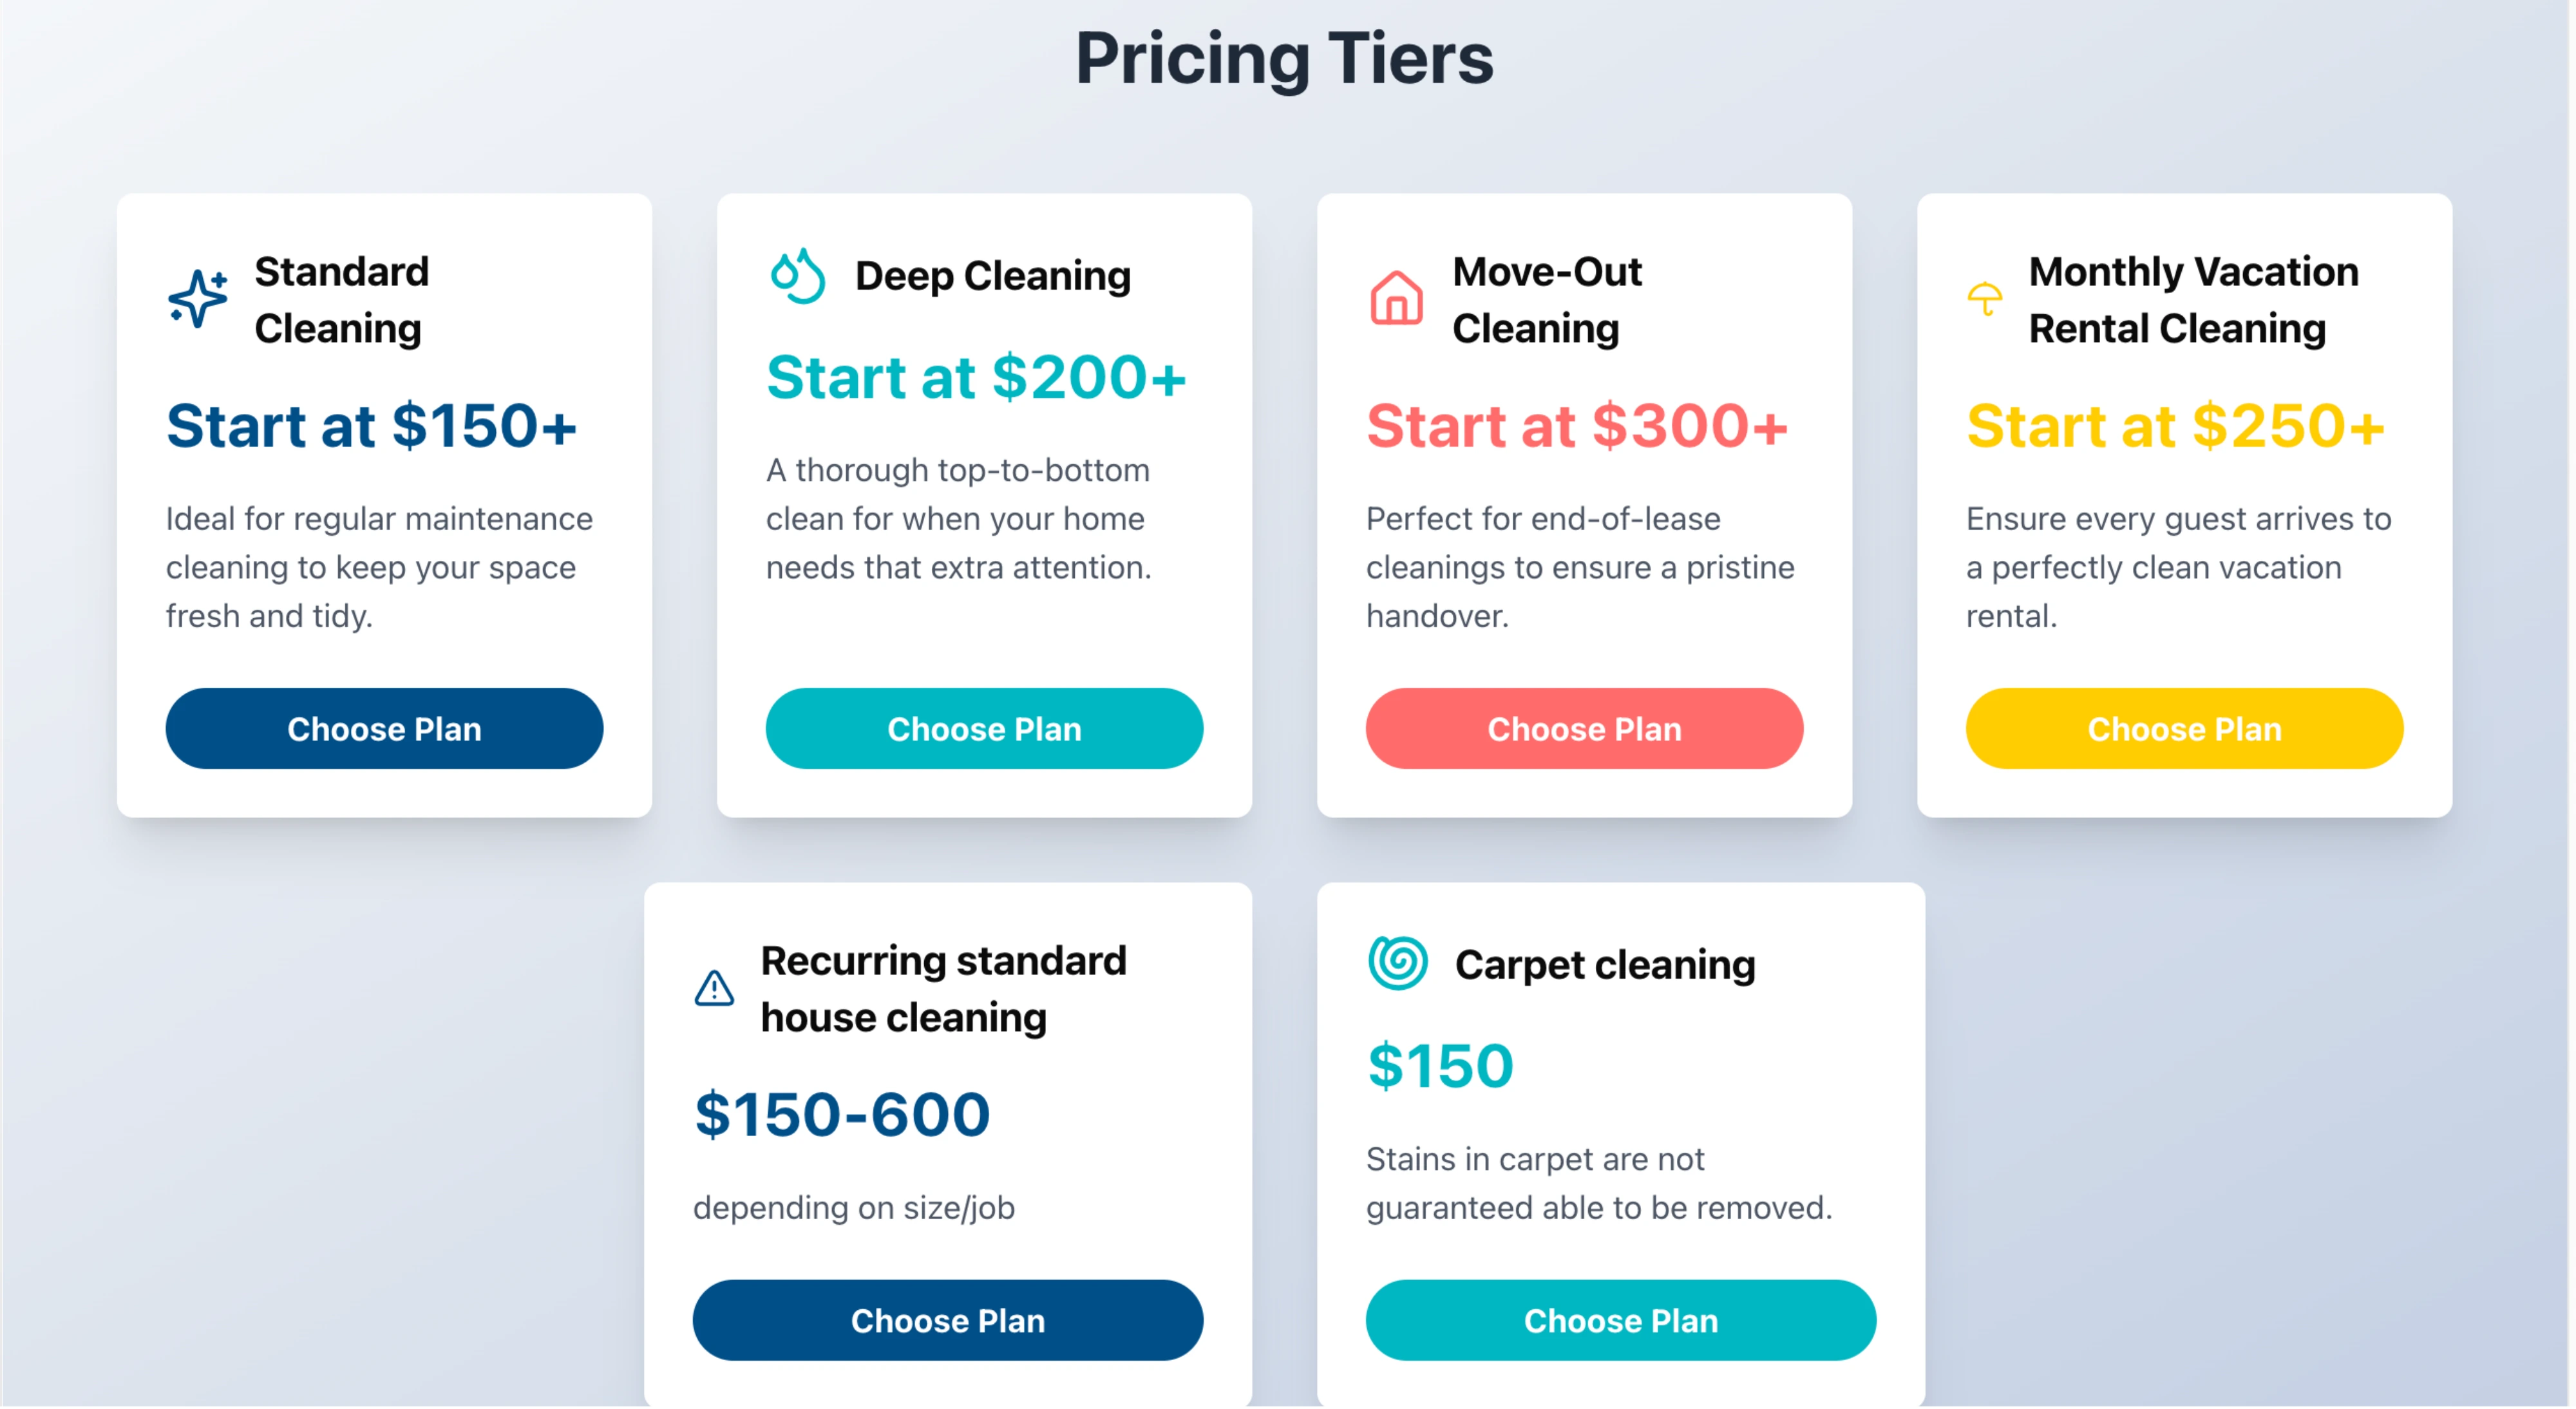 Pricing Tiers
Standard
Cleaning
Start at $150+
Ideal for regular maintenance
cleaning to keep your space
fresh and tidy.
Choose Plan
Deep Cleaning
Start at $200+
A thorough top-to-bottom
clean for when your home
needs that extra attention.
Choose Plan
Move-Out
Cleaning
Start at $300+
Perfect for end-of-lease
cleanings to ensure a pristine
handover.
Choose Plan
Monthly Vacation
Rental Cleaning
Start at $250+
Ensure every guest arrives to
a perfectly clean vacation
rental.
Choose Plan
Recurring standard
house cleaning
$150-600
depending on size/job
Choose Plan
Carpet cleaning
$150
Stains in carpet are not
guaranteed able to be removed.
Choose Plan